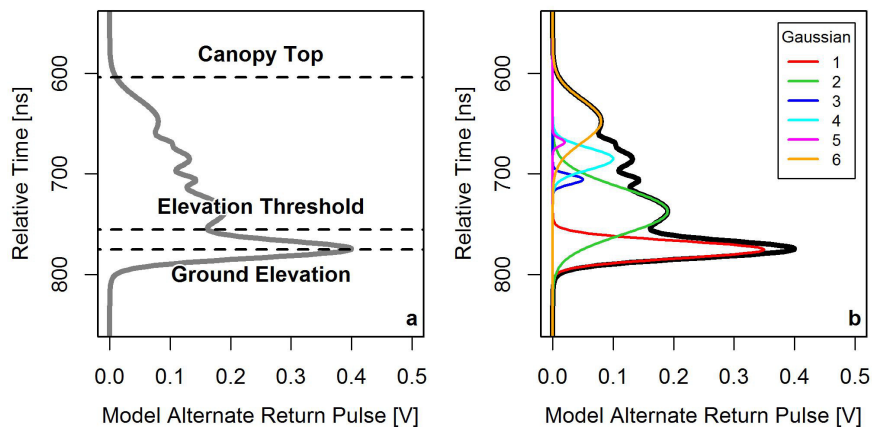 Relative Time [ns]
600
700
800
Canopy Top
Elevation Threshold
Ground Elevation
a
0.0 0.1 0.2 0.3 0.4 0.5
Model Alternate Return Pulse [V]
Relative Time [ns]
600
700
800
Gaussian
1
2
3
4
5
6
b
0.0 0.1 0.2 0.3 0.4 0.5
Model Alternate Return Pulse [V]